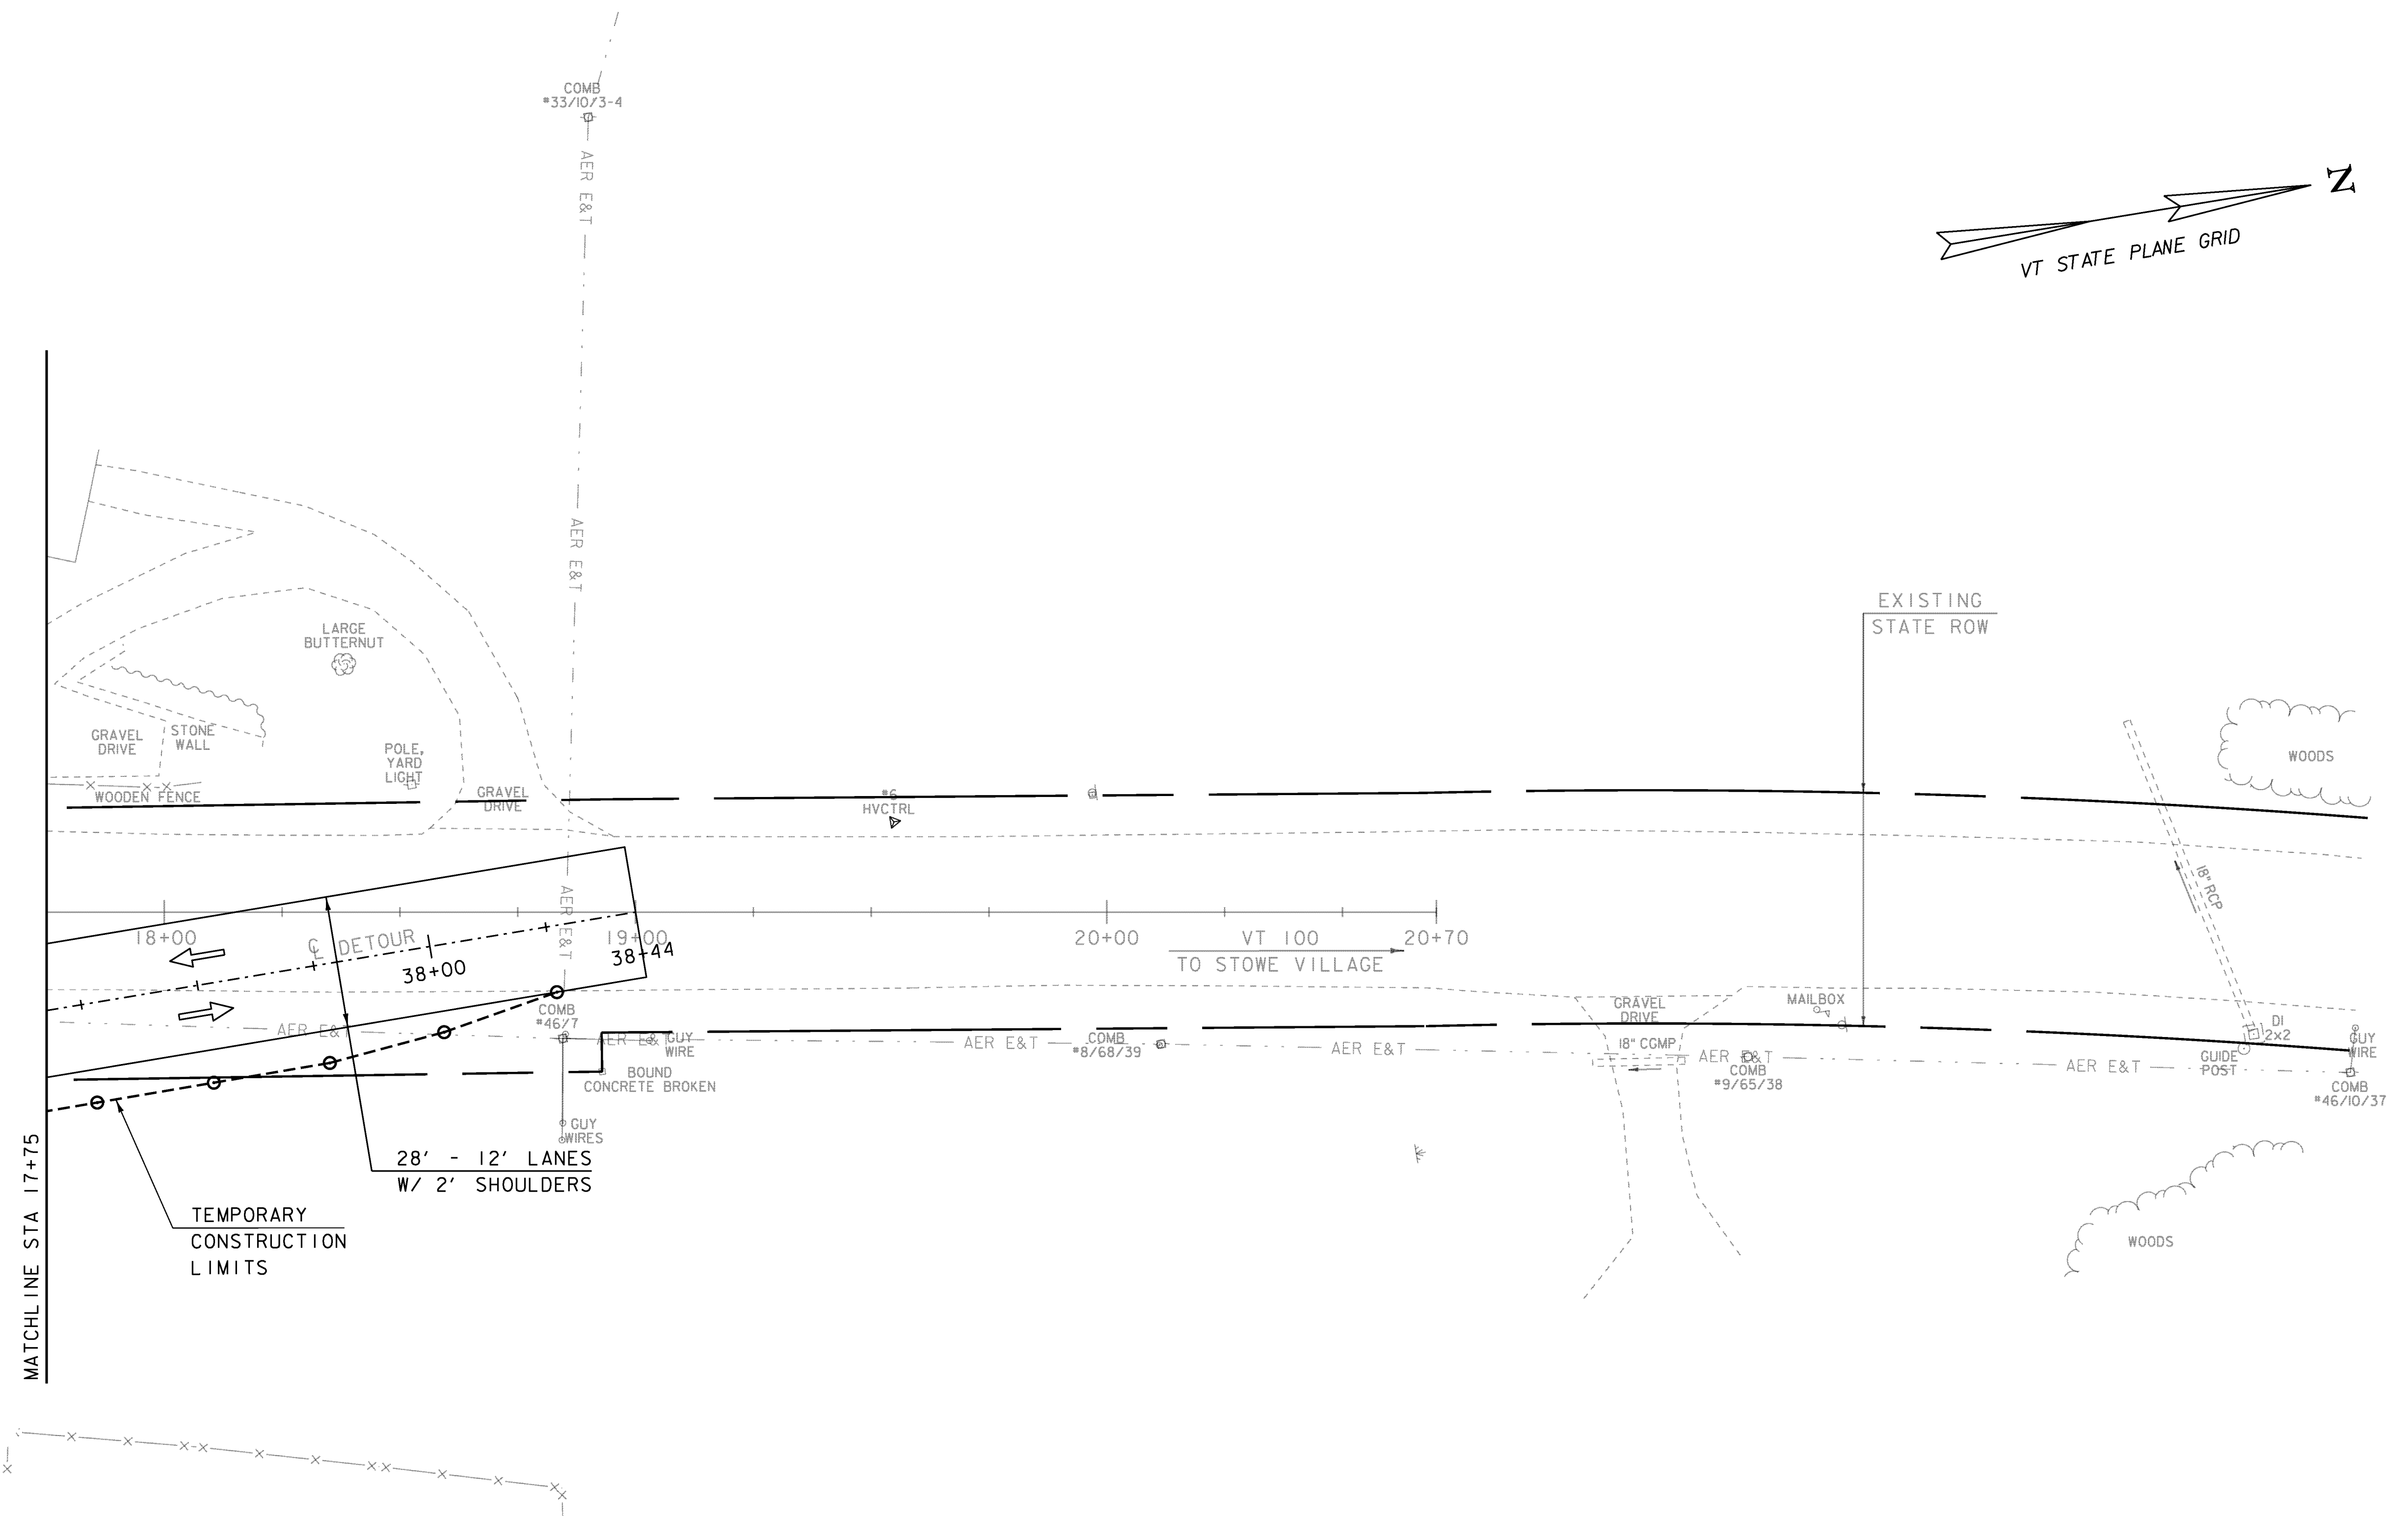 COMB
#33/10/3-4
AER E&T
N
VT STATE PLANE GRID
AER E&T
EXISTING
STATE ROW
LARGE
BUTTERNUT
GRAVEL
DRIVE
STONE
WALL
POLE,
YARD
LIGHT
WOODEN FENCE
GRAVEL
DRIVE
#6
HVCTRL
WOODS
18" RCP
AER E&T
18+00
℄ DETOUR
38+00
19+00
38+44
20+00
VT 100
TO STOWE VILLAGE
20+70
COMB
#46/7
AER E&T
AER E&T
GUY
WIRE
AER E&T
COMB
#8/68/39
AER E&T
GRAVEL
DRIVE
18" CGMP
MAILBOX
AER E&T
COMB
#9/65/38
AER E&T
DI
2x2
GUIDE
POST
GUY
WIRE
COMB
#46/10/37
BOUND
CONCRETE BROKEN
GUY
WIRES
28' - 12' LANES
W/ 2' SHOULDERS
TEMPORARY
CONSTRUCTION
LIMITS
WOODS
MATCHLINE STA 17+75